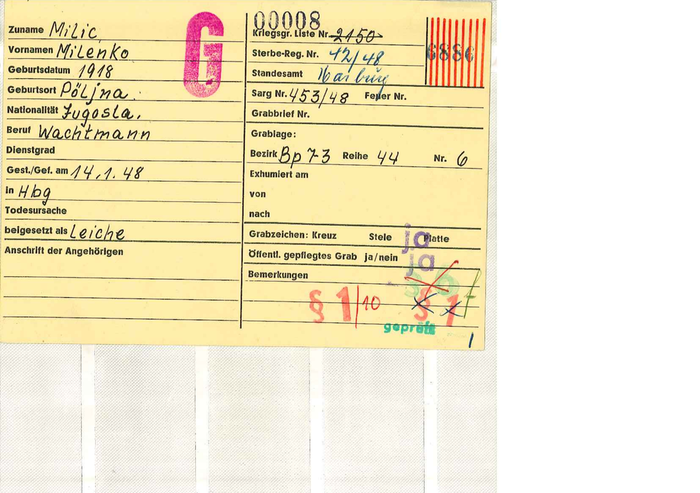 Zuname Milic
Vornamen Milenko
Geburtsdatum 1918
Geburtsort Pöljna
Nationalität Jugosla.
Beruf Wachtmann
Dienstgrad
Gest./Gef. am 14.1.48
in Hbg
Todesursache
beigesetzt als Leiche
Anschrift der Angehörigen
G
00008
Kriegsgr. Liste Nr. 2150
Sterbe-Reg. Nr. 12/48
Standesamt Harburg
Sarg Nr. 453/48 Feuer Nr.
Grabbrief Nr.
Grablage:
Bezirk Bp 73 Reihe 44 Nr. 6
Exhumiert am
von
nach
Grabzeichen: Kreuz Stele Platte
ja
Öffentl. gepflegtes Grab ja/nein
ja
Bemerkungen
§ 1/10 § 1
geprüft
1